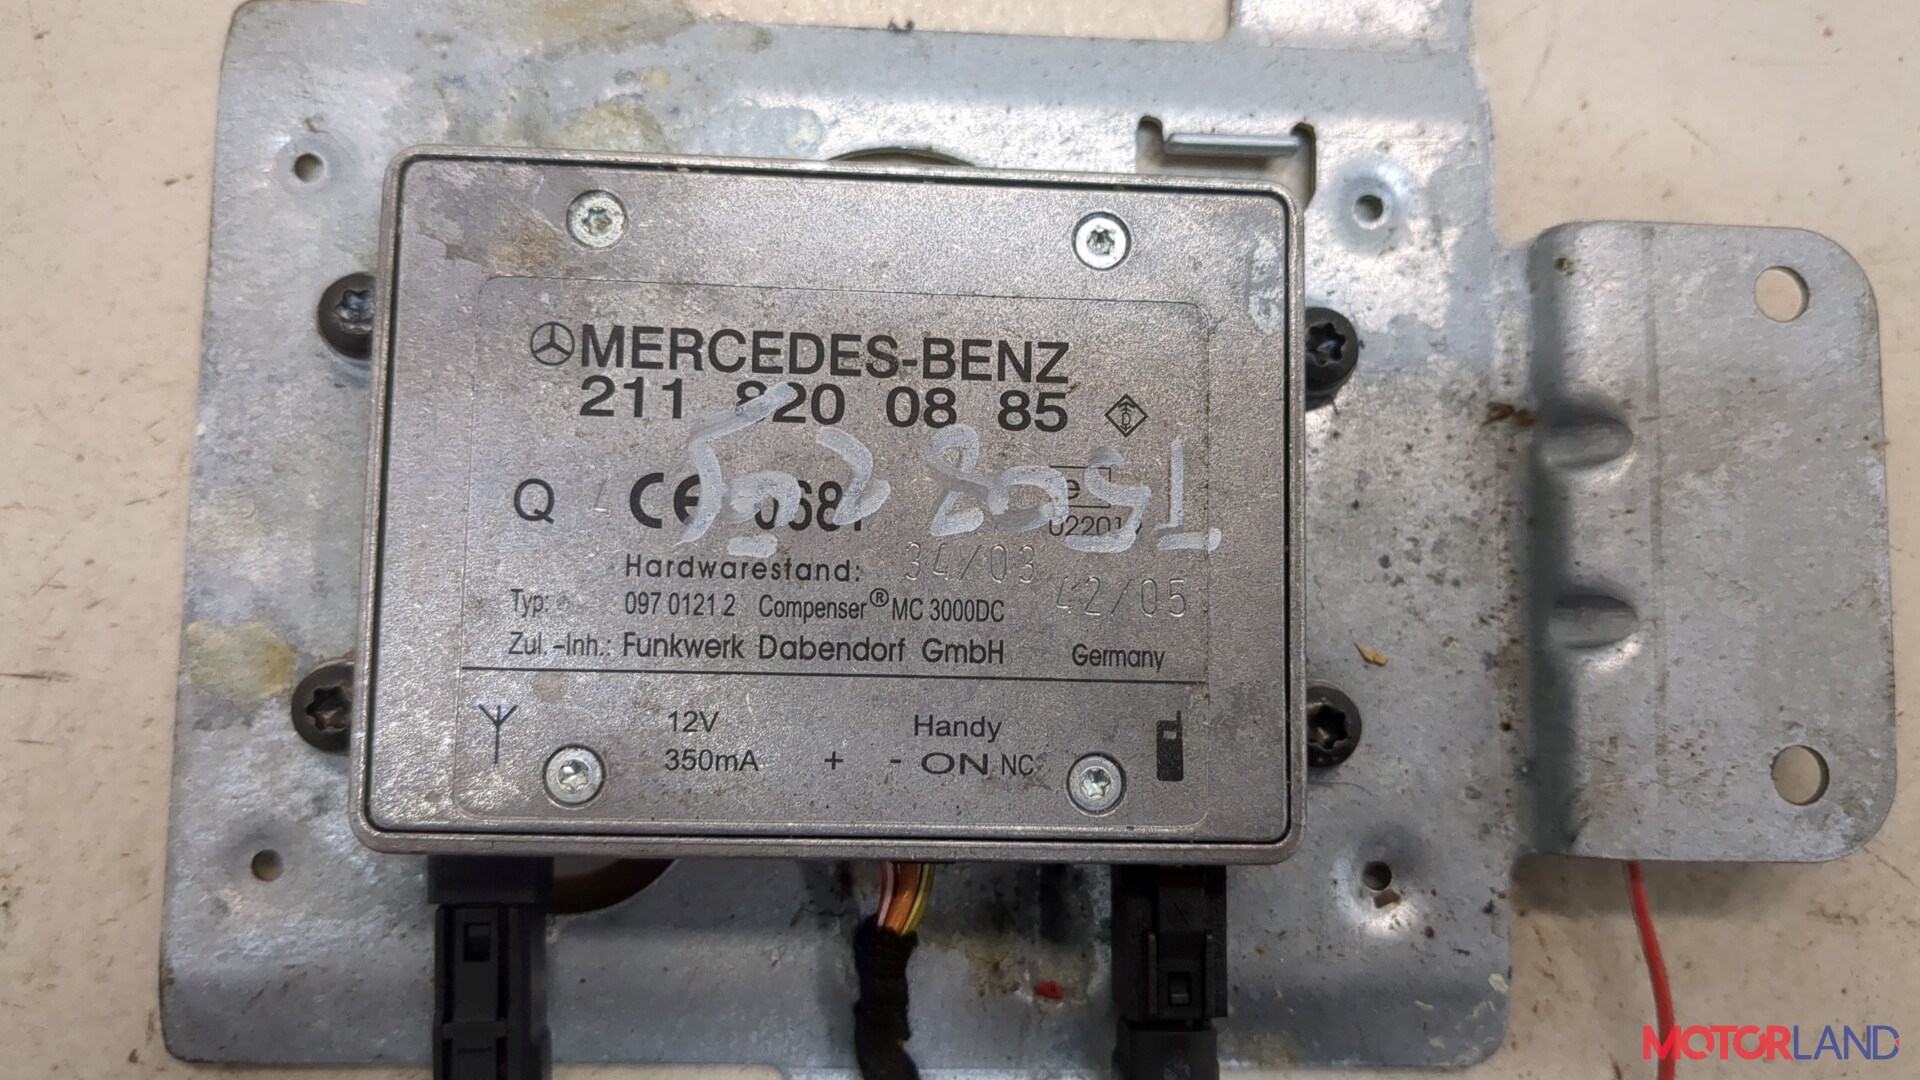 MERCEDES-BENZ
211 820 08 85
Q CE 0681 e1
Hardwarestand: 34/03
Typ: 097 0121 2 Compenser® MC 3000DC 42/05
Zul. -Inh.: Funkwerk Dabendorf GmbH Germany
12V Handy
350mA + - ON NC
MOTORLAND